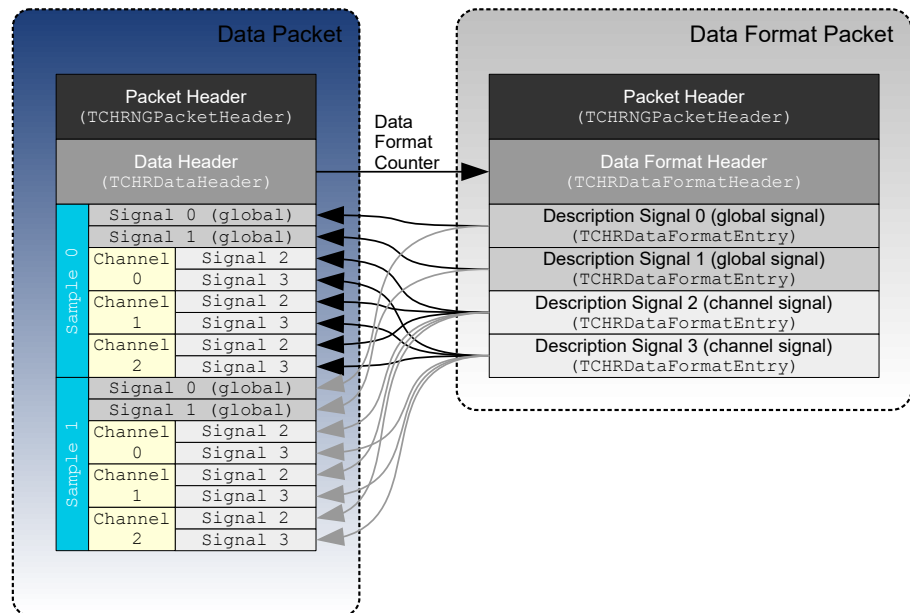 Data Packet
Packet Header
(TCHRNGPacketHeader)
Data Header
(TCHRDataHeader)
Sample 0
Signal 0 (global)
Signal 1 (global)
Channel
0
Signal 2
Signal 3
Channel
1
Signal 2
Signal 3
Channel
2
Signal 2
Signal 3
Sample 1
Signal 0 (global)
Signal 1 (global)
Channel
0
Signal 2
Signal 3
Channel
1
Signal 2
Signal 3
Channel
2
Signal 2
Signal 3
Data
Format
Counter
Data Format Packet
Packet Header
(TCHRNGPacketHeader)
Data Format Header
(TCHRDataFormatHeader)
Description Signal 0 (global signal)
(TCHRDataFormatEntry)
Description Signal 1 (global signal)
(TCHRDataFormatEntry)
Description Signal 2 (channel signal)
(TCHRDataFormatEntry)
Description Signal 3 (channel signal)
(TCHRDataFormatEntry)